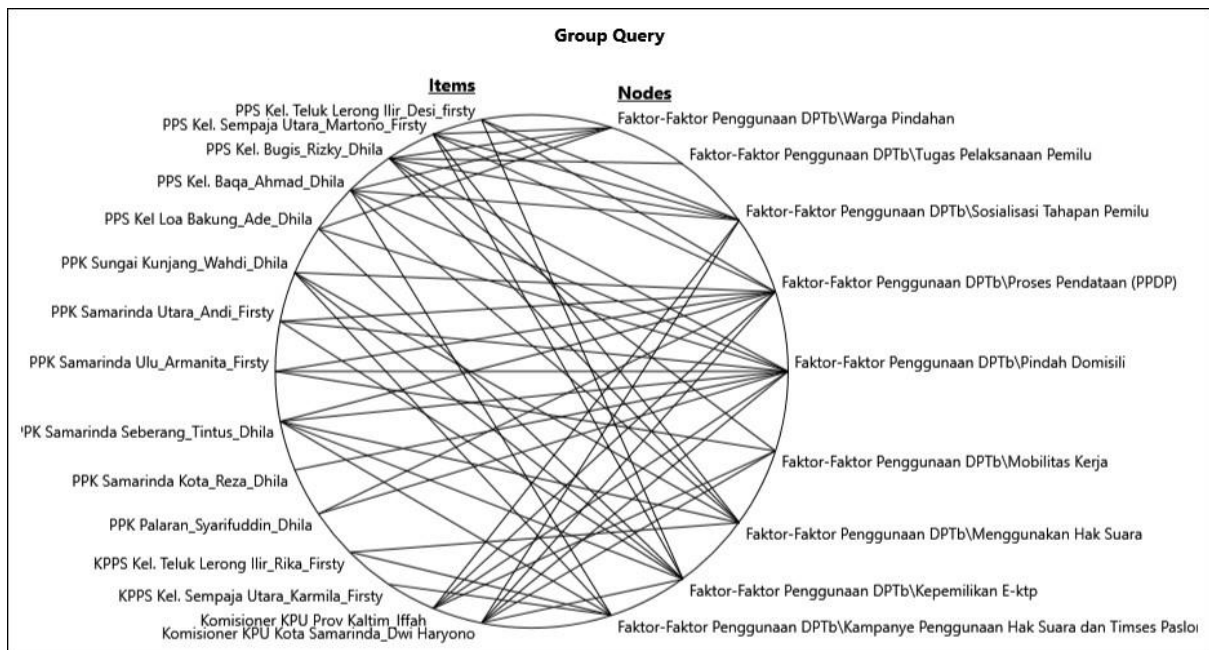 Group Query
Items
PPS Kel. Teluk Lerong Ilir_Desi_firsty
PPS Kel. Sempaja Utara_Martono_Firsty
PPS Kel. Bugis_Rizky_Dhila
PPS Kel. Baqa_Ahmad_Dhila
PPS Kel Loa Bakung_Ade_Dhila
PPK Sungai Kunjang_Wahdi_Dhila
PPK Samarinda Utara_Andi_Firsty
PPK Samarinda Ulu_Armanita_Firsty
PPK Samarinda Seberang_Tintus_Dhila
PPK Samarinda Kota_Reza_Dhila
PPK Palaran_Syarifuddin_Dhila
KPPS Kel. Teluk Lerong Ilir_Rika_Firsty
KPPS Kel. Sempaja Utara_Karmila_Firsty
Komisioner KPU Prov Kaltim_Iffah
Komisioner KPU Kota Samarinda_Dwi Haryono
Nodes
Faktor-Faktor Penggunaan DPTb\Warga Pindahan
Faktor-Faktor Penggunaan DPTb\Tugas Pelaksanaan Pemilu
Faktor-Faktor Penggunaan DPTb\Sosialisasi Tahapan Pemilu
Faktor-Faktor Penggunaan DPTb\Proses Pendataan (PPDP)
Faktor-Faktor Penggunaan DPTb\Pindah Domisili
Faktor-Faktor Penggunaan DPTb\Mobilitas Kerja
Faktor-Faktor Penggunaan DPTb\Menggunakan Hak Suara
Faktor-Faktor Penggunaan DPTb\Kepemilikan E-ktp
Faktor-Faktor Penggunaan DPTb\Kampanye Penggunaan Hak Suara dan Timses Paslon